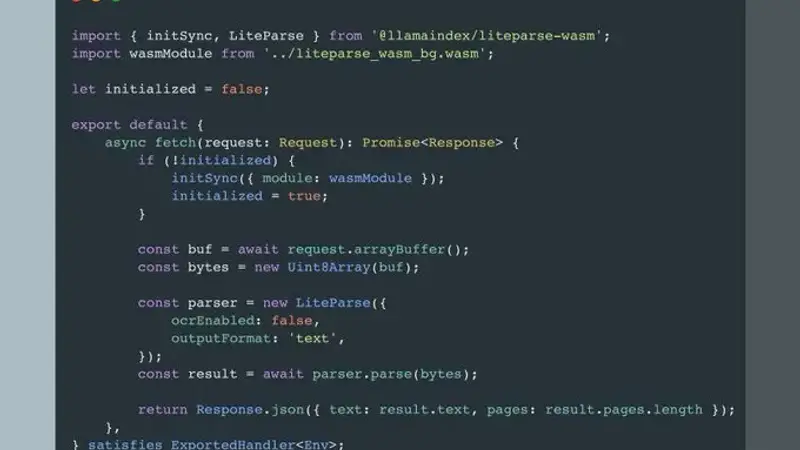 import { initSync, LiteParse } from '@llamaindex/liteparse-wasm';
import wasmModule from '../liteparse_wasm_bg.wasm';
let initialized = false;
export default {
async fetch(request: Request): Promise<Response> {
if (!initialized) {
initSync({ module: wasmModule });
initialized = true;
}
const buf = await request.arrayBuffer();
const bytes = new Uint8Array(buf);
const parser = new LiteParse({
ocrEnabled: false,
outputFormat: 'text',
});
const result = await parser.parse(bytes);
return Response.json({ text: result.text, pages: result.pages.length });
},
} satisfies ExportedHandler<Env>;